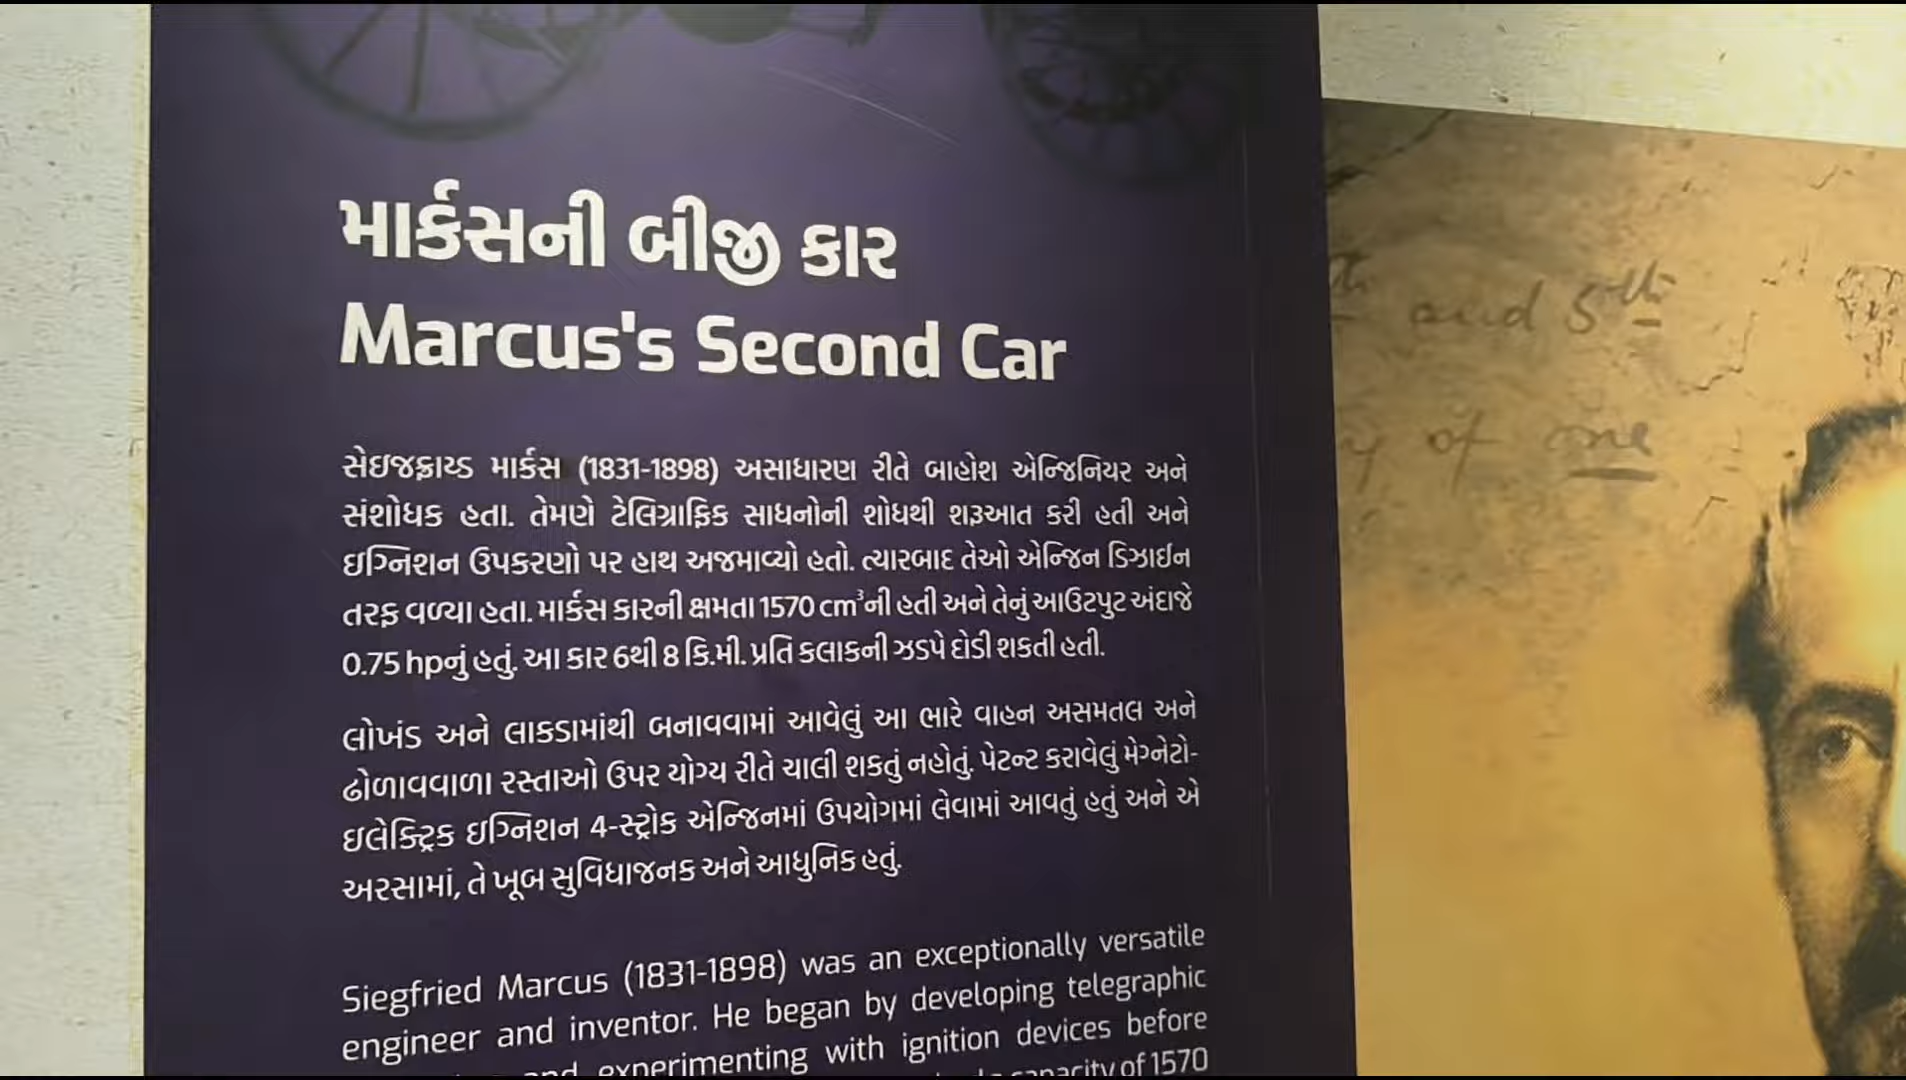 માર્કસની બીજી કાર
Marcus's Second Car
સેઇજફ્રાય્ડ માર્કસ (1831-1898) અસાધારણ રીતે બાહોશ એન્જિનિયર અને
સંશોધક હતા. તેમણે ટેલિગ્રાફિક સાધનોની શોધથી શરૂઆત કરી હતી અને
ઇગ્નિશન ઉપકરણો પર હાથ અજમાવ્યો હતો. ત્યારબાદ તેઓ એન્જિન ડિઝાઈન
તરફ વળ્યા હતા. માર્કસ કારની ક્ષમતા 1570 cm³ની હતી અને તેનું આઉટપુટ અંદાજે
0.75 hpનું હતું. આ કાર 6થી 8 કિ.મી. પ્રતિ કલાકની ઝડપે દોડી શકતી હતી.
લોખંડ અને લાકડામાંથી બનાવવામાં આવેલું આ ભારે વાહન અસમતલ અને
ઢોળાવવાળા રસ્તાઓ ઉપર યોગ્ય રીતે ચાલી શકતું નહોતું. પેટન્ટ કરાવેલું મેગ્નેટો-
ઇલેક્ટ્રિક ઇગ્નિશન 4-સ્ટ્રોક એન્જિનમાં ઉપયોગમાં લેવામાં આવતું હતું અને એ
અરસામાં, તે ખૂબ સુવિધાજનક અને આધુનિક હતું.
Siegfried Marcus (1831-1898) was an exceptionally versatile
engineer and inventor. He began by developing telegraphic
and experimenting with ignition devices before
capacity of 1570
and 5th
of one